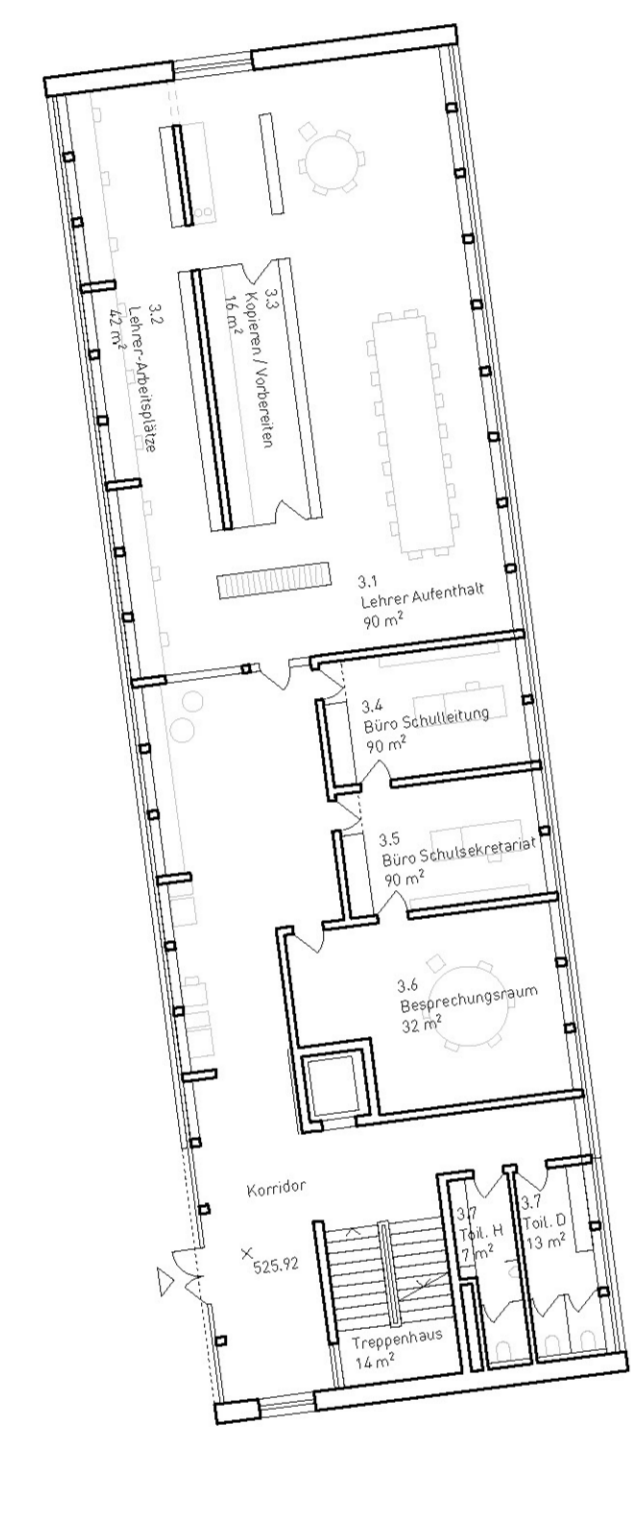 3.3
Kopieren / Vorbereiten
16 m²
3.2
Lehrer-Arbeitsplätze
42 m²
3.1
Lehrer Aufenthalt
90 m²
3.4
Büro Schulleitung
90 m²
3.5
Büro Schulsekretariat
90 m²
3.6
Besprechungsraum
32 m²
Korridor
525.92
3.7
Toil. H
7 m²
3.7
Toil. D
13 m²
Treppenhaus
14 m²